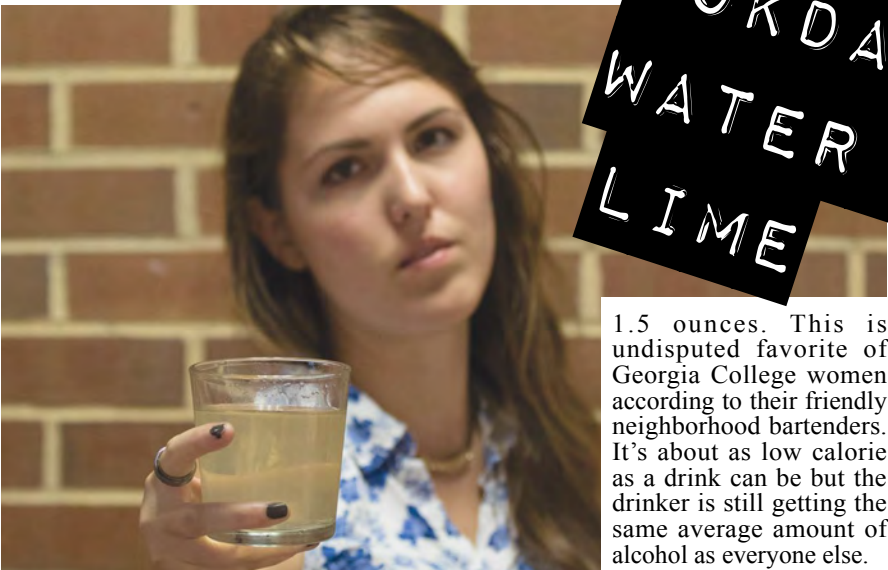 WATER
LIME
1.5 ounces. This is
undisputed favorite of
Georgia College women
according to their friendly
neighborhood bartenders.
It’s about as low calorie
as a drink can be but the
drinker is still getting the
same average amount of
alcohol as everyone else.